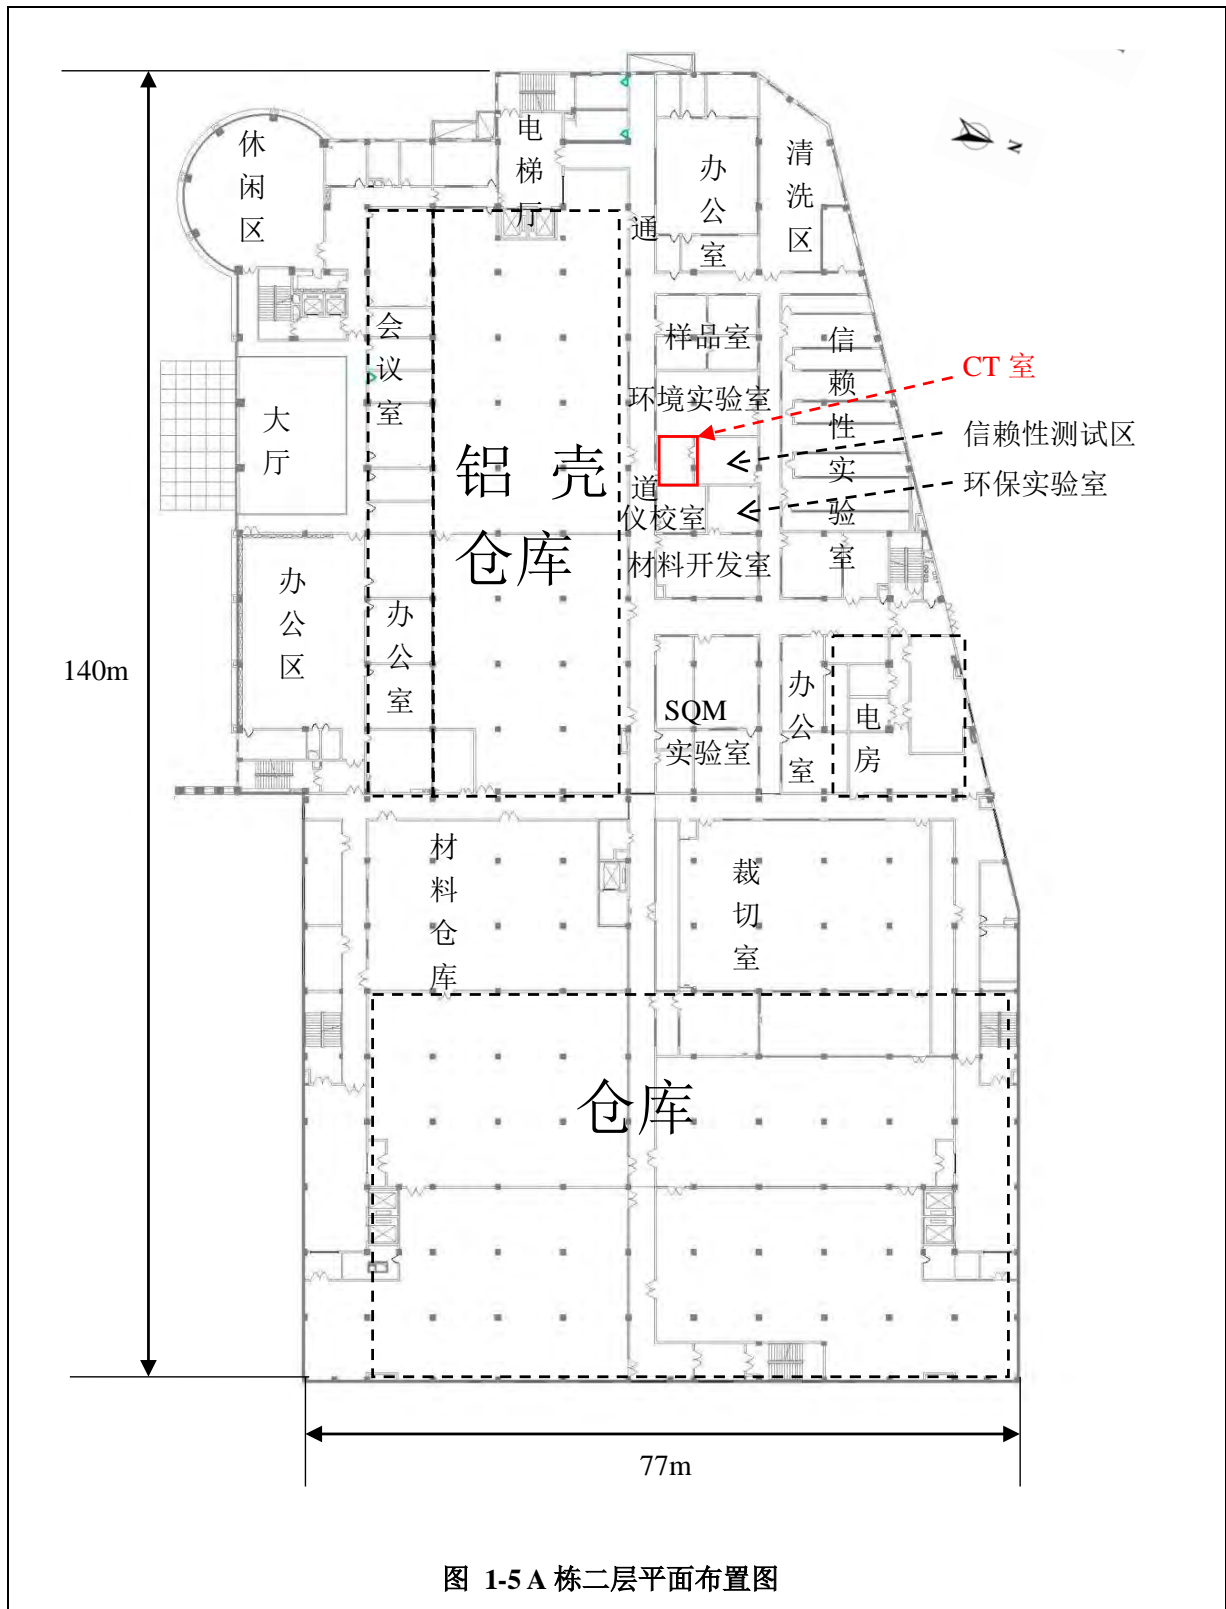 休闲区
电梯厅
办公室
清洗区
N
通道
会议室
样品室
信赖性实验室
CT 室
环境实验室
大厅
铝 壳
仓库
信赖性测试区
环保实验室
仪校室
材料开发室
办公区
办公室
140m
SQM
实验室
办公室
电房
材料仓库
裁切室
仓库
77m
图 1-5 A 栋二层平面布置图